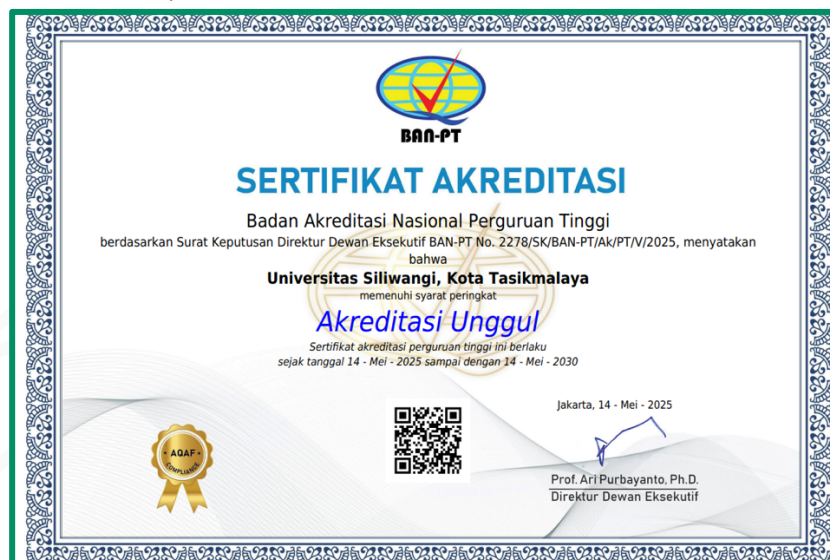 BAN-PT
SERTIFIKAT AKREDITASI
Badan Akreditasi Nasional Perguruan Tinggi
berdasarkan Surat Keputusan Direktur Dewan Eksekutif BAN-PT No. 2278/SK/BAN-PT/Ak/PT/V/2025, menyatakan
bahwa
Universitas Siliwangi, Kota Tasikmalaya
memenuhi syarat peringkat
Akreditasi Unggul
Sertifikat akreditasi perguruan tinggi ini berlaku
sejak tanggal 14 - Mei - 2025 sampai dengan 14 - Mei - 2030
Jakarta, 14 - Mei - 2025
AQAF
COMPLIANCE
Prof. Ari Purbayanto, Ph.D.
Direktur Dewan Eksekutif